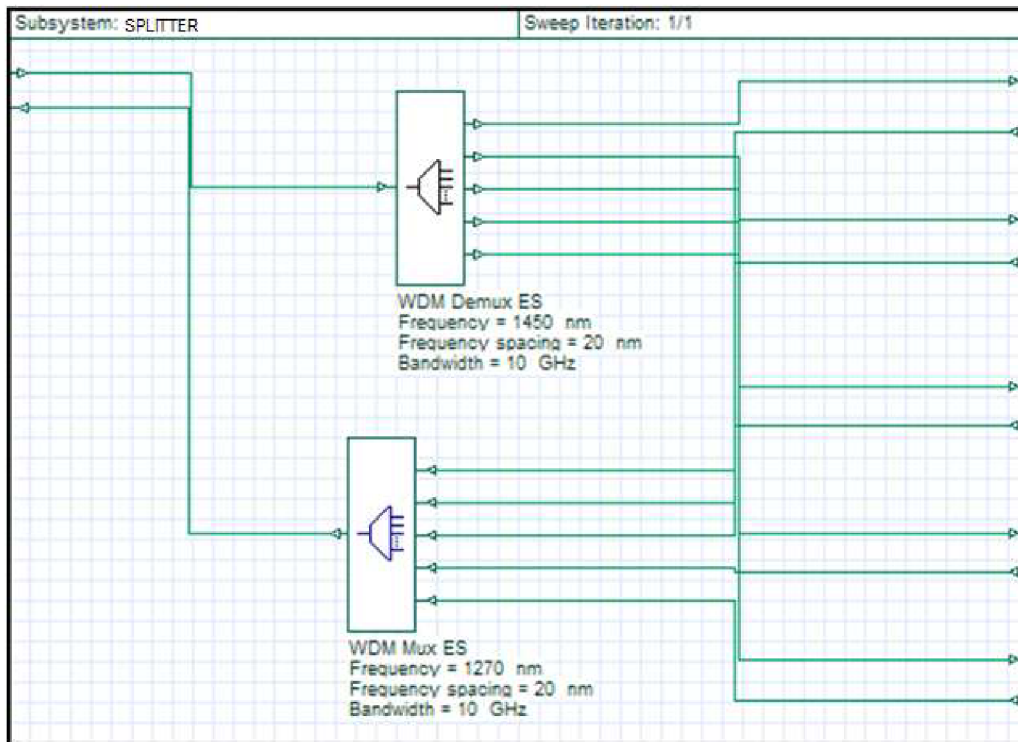 Subsystem: SPLITTER
Sweep Iteration: 1/1
WDM Demux ES
Frequency = 1450 nm
Frequency spacing = 20 nm
Bandwidth = 10 GHz
WDM Mux ES
Frequency = 1270 nm
Frequency spacing = 20 nm
Bandwidth = 10 GHz